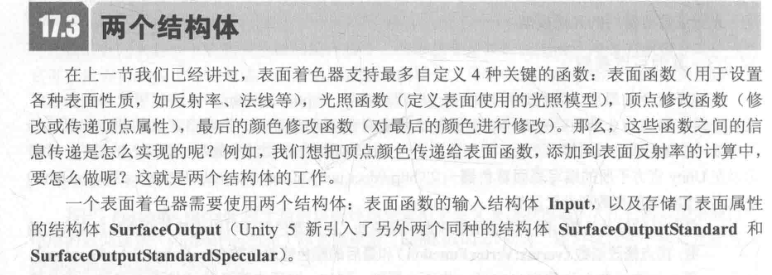 17.3 两个结构体
在上一节我们已经讲过，表面着色器支持最多自定义 4 种关键的函数：表面函数（用于设置
各种表面性质，如反射率、法线等），光照函数（定义表面使用的光照模型），顶点修改函数（修
改或传递顶点属性），最后的颜色修改函数（对最后的颜色进行修改）。那么，这些函数之间的信
息传递是怎么实现的呢？例如，我们想把顶点颜色传递给表面函数，添加到表面反射率的计算中，
要怎么做呢？这就是两个结构体的工作。
一个表面着色器需要使用两个结构体：表面函数的输入结构体 Input，以及存储了表面属性
的结构体 SurfaceOutput（Unity 5 新引入了另外两个同种的结构体 SurfaceOutputStandard 和
SurfaceOutputStandardSpecular）。